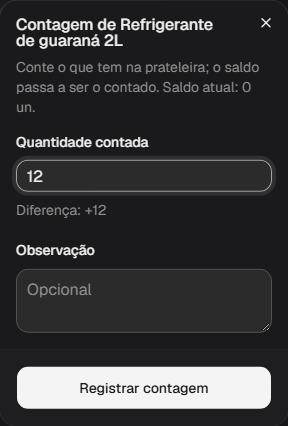 Contagem de Refrigerante
de guaraná 2L
Conte o que tem na prateleira; o saldo
passa a ser o contado. Saldo atual: 0
un.
Quantidade contada
12
Diferença: +12
Observação
Opcional
Registrar contagem